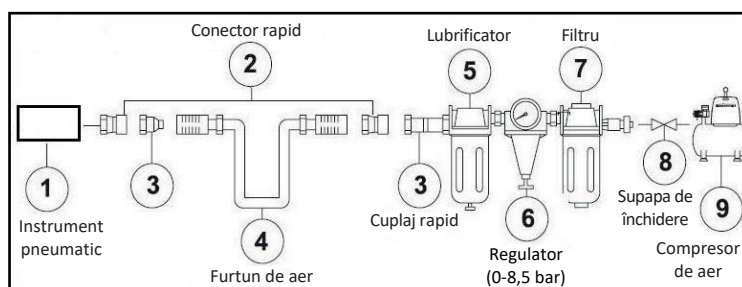 Conector rapid
2
Lubrificator
5
Filtru
7
1
Instrument
pneumatic
3
4
Furtun de aer
3
Cuplaj rapid
6
Regulator
(0-8,5 bar)
8
Supapa de
închidere
9
Compresor
de aer